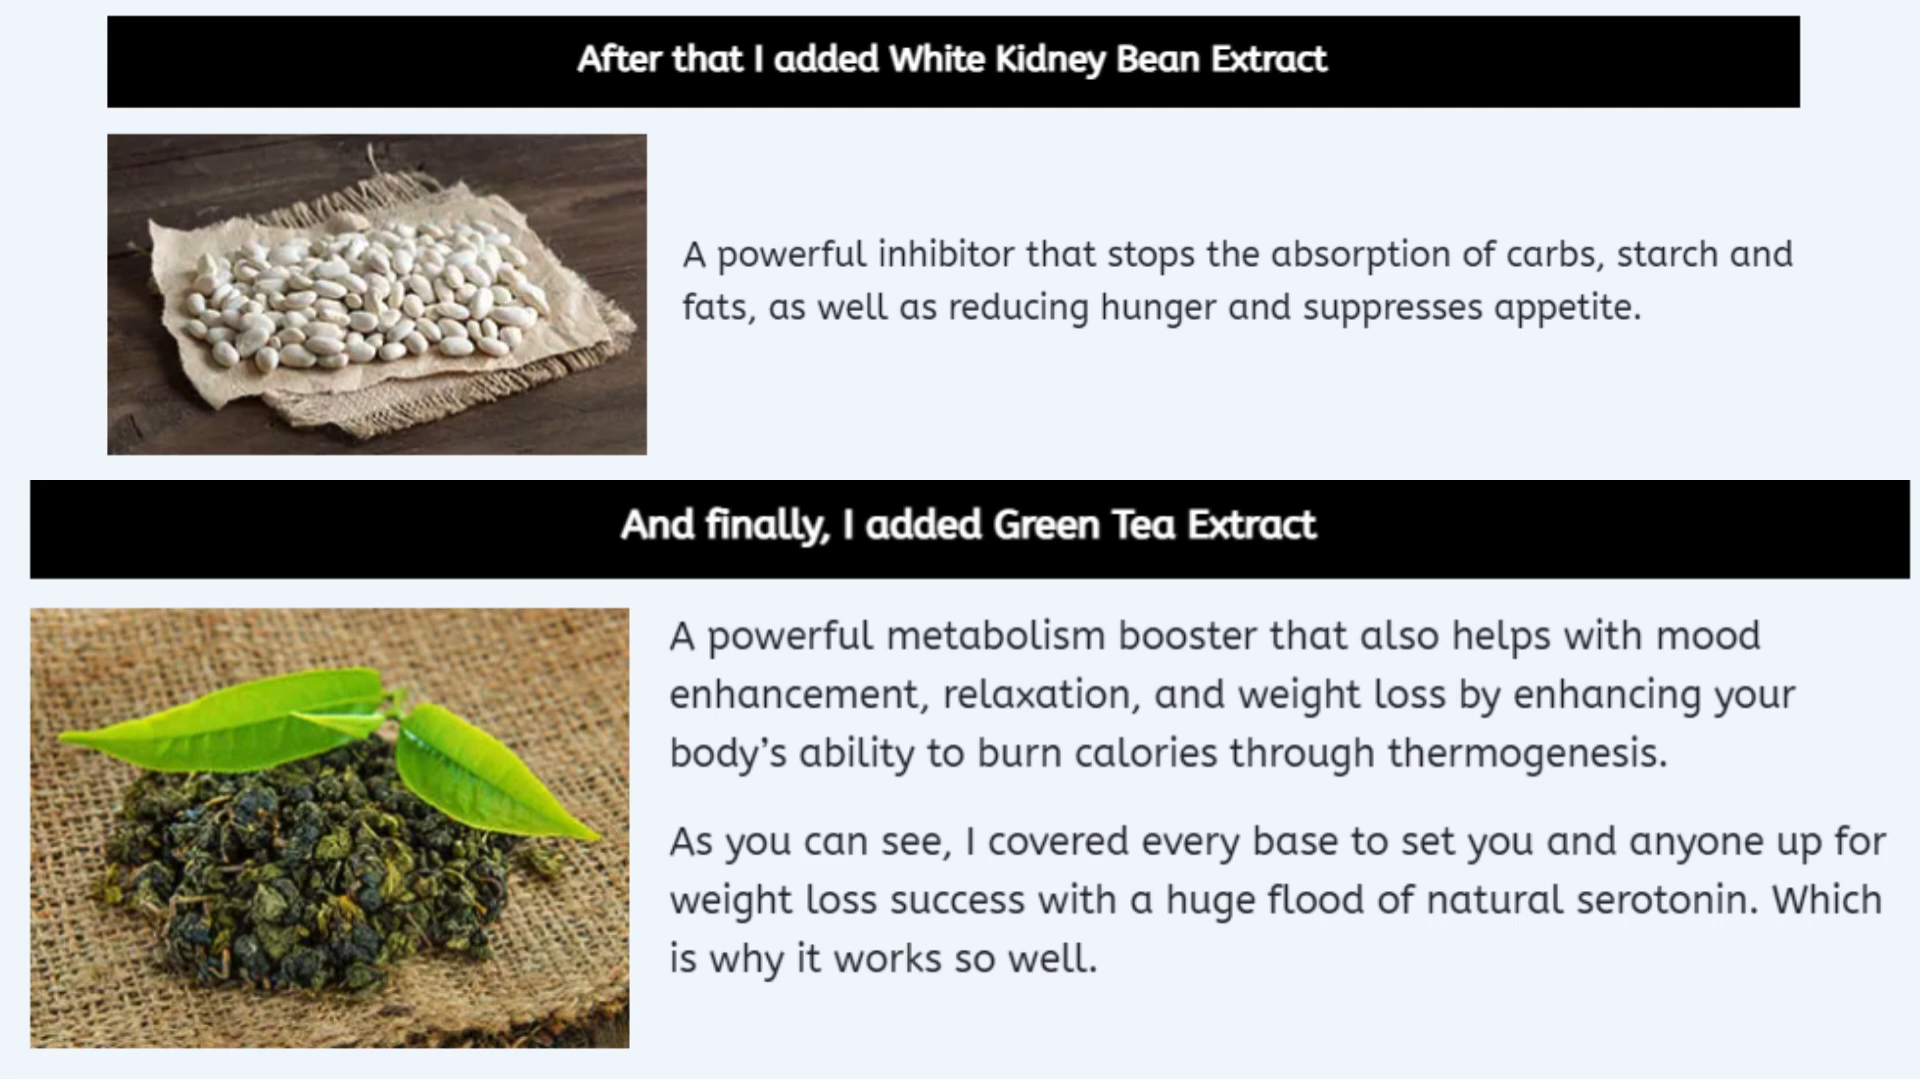 After that I added White Kidney Bean Extract
A powerful inhibitor that stops the absorption of carbs, starch and
fats, as well as reducing hunger and suppresses appetite.
And finally, I added Green Tea Extract
A powerful metabolism booster that also helps with mood
enhancement, relaxation, and weight loss by enhancing your
body’s ability to burn calories through thermogenesis.
As you can see, I covered every base to set you and anyone up for
weight loss success with a huge flood of natural serotonin. Which
is why it works so well.